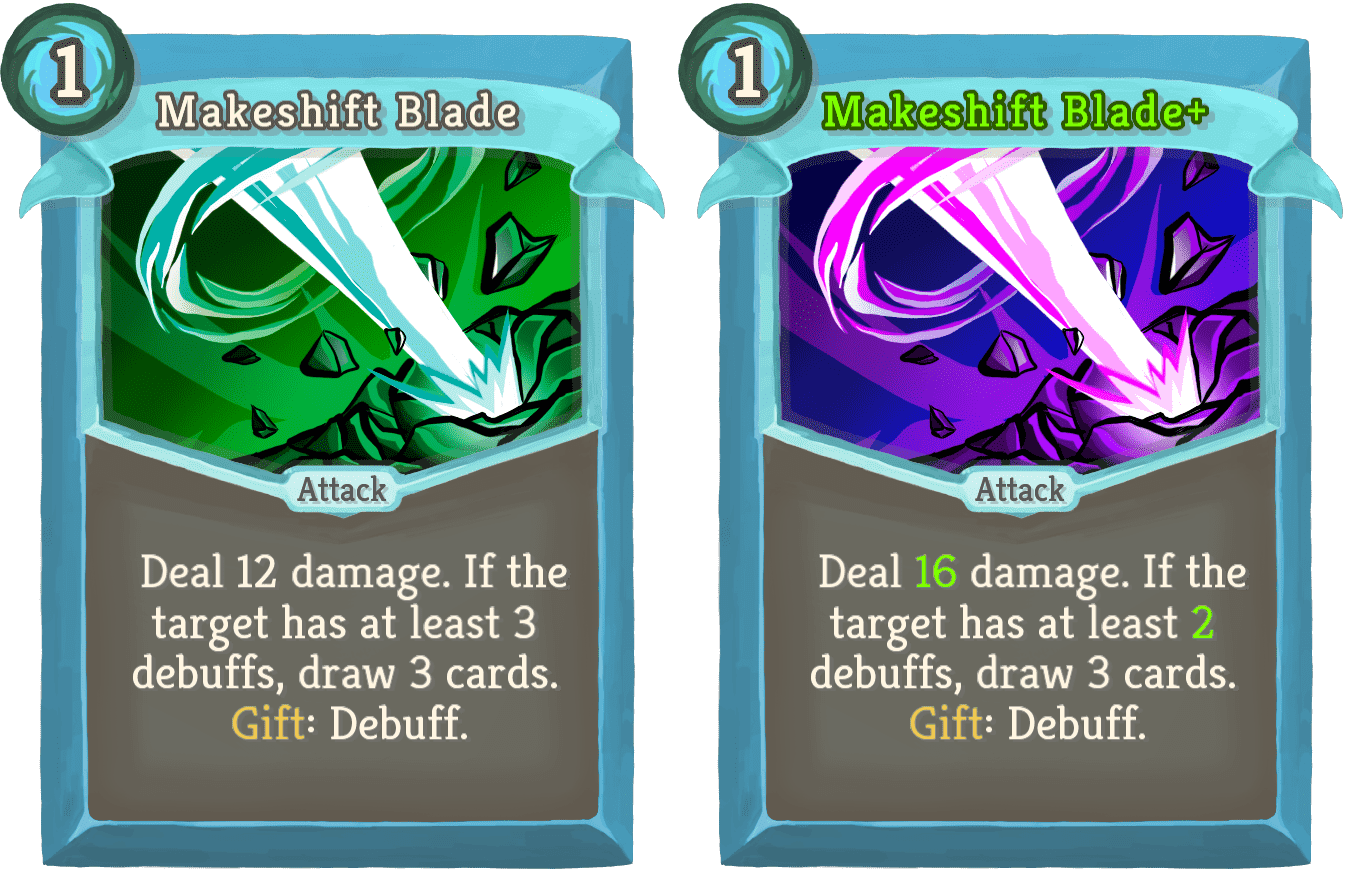 1
Makeshift Blade
Attack
Deal 12 damage. If the
target has at least 3
debuffs, draw 3 cards.
Gift: Debuff.
1
Makeshift Blade+
Attack
Deal 16 damage. If the
target has at least 2
debuffs, draw 3 cards.
Gift: Debuff.